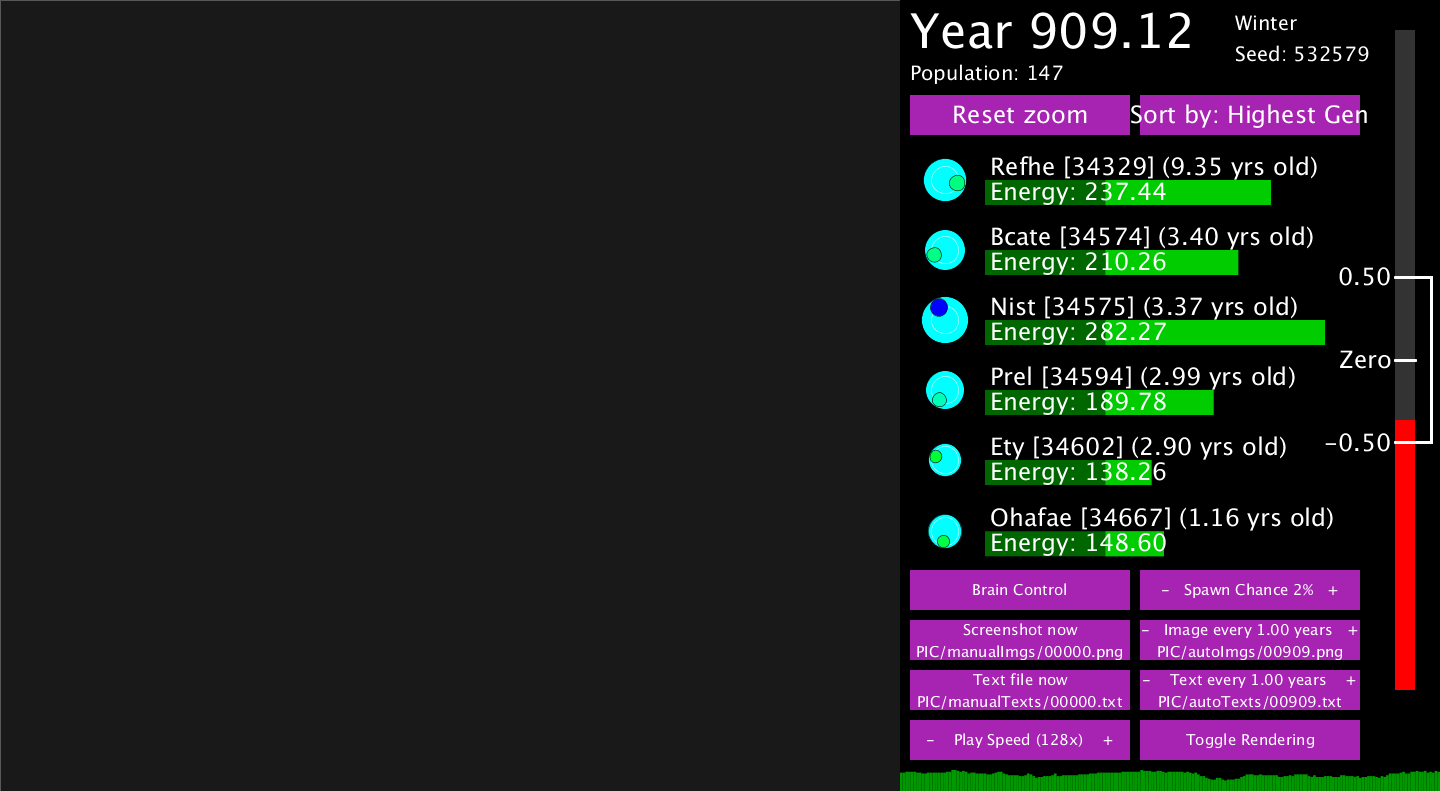 Year 909.12
Winter
Seed: 532579
Population: 147
Reset zoom
Sort by: Highest Gen
Refhe [34329] (9.35 yrs old)
Energy: 237.44
Bcate [34574] (3.40 yrs old)
Energy: 210.26
0.50
Nist [34575] (3.37 yrs old)
Energy: 282.27
Zero
Prel [34594] (2.99 yrs old)
Energy: 189.78
-0.50
Ety [34602] (2.90 yrs old)
Energy: 138.26
Ohafae [34667] (1.16 yrs old)
Energy: 148.60
Brain Control
- Spawn Chance 2% +
Screenshot now
PIC/manualImgs/00000.png
- Image every 1.00 years +
PIC/autoImgs/00909.png
Text file now
PIC/manualTexts/00000.txt
- Text every 1.00 years +
PIC/autoTexts/00909.txt
- Play Speed (128x) +
Toggle Rendering